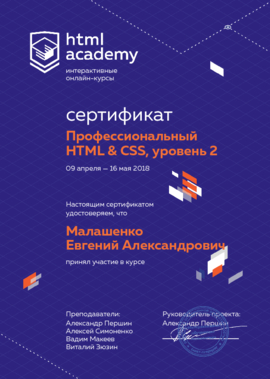 html
academy
интерактивные
онлайн-курсы
сертификат
Профессиональный
HTML & CSS, уровень 2
09 апреля — 16 мая 2018
Настоящим сертификатом
удостоверяем, что
Малашенко
Евгений Александрович
принял участие в курсе
Преподаватели:
Александр Першин
Алексей Симоненко
Вадим Макеев
Виталий Зюзин
Руководитель проекта:
Александр Першин